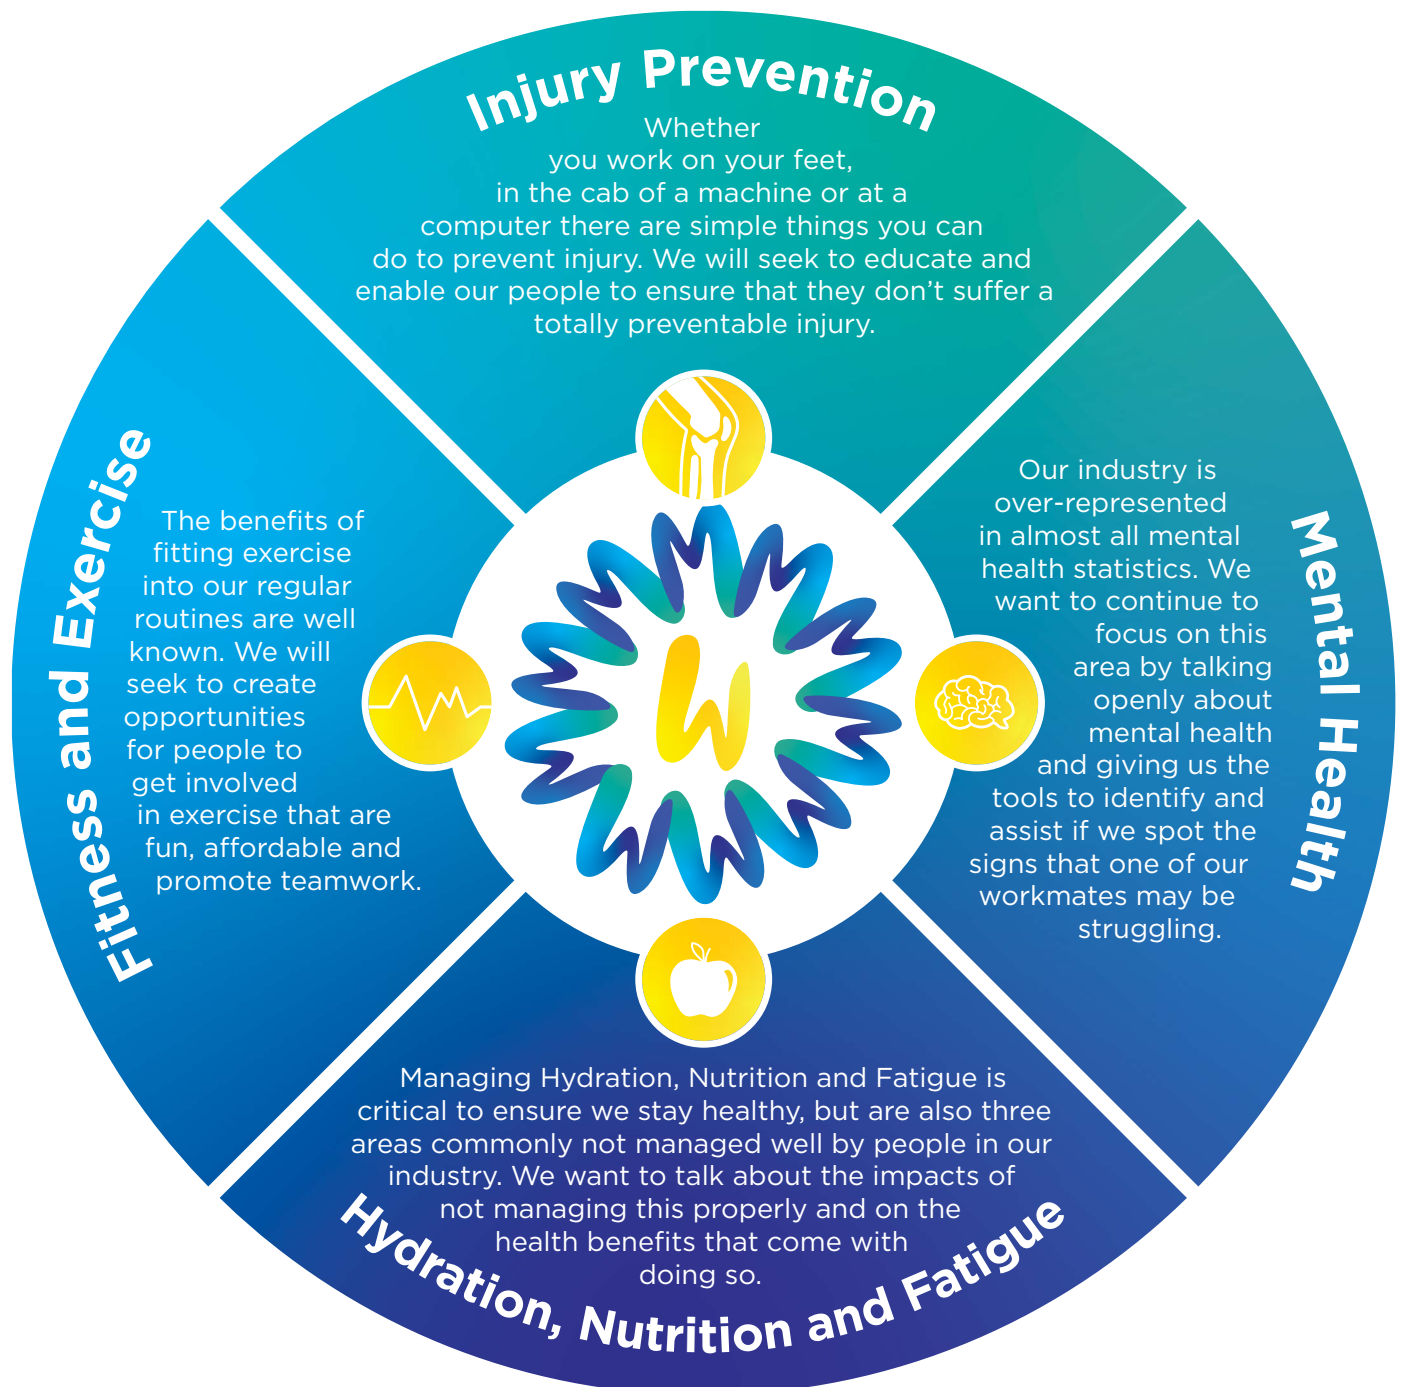 Injury Prevention
Whether
you work on your feet,
in the cab of a machine or at a
computer there are simple things you can
do to prevent injury. We will seek to educate and
enable our people to ensure that they don’t suffer a
totally preventable injury.
Mental Health
Our industry is
over-represented
in almost all mental
health statistics. We
want to continue to
focus on this
area by talking
openly about
mental health
and giving us the
tools to identify and
assist if we spot the
signs that one of our
workmates may be
struggling.
Fitness and Exercise
The benefits of
fitting exercise
into our regular
routines are well
known. We will
seek to create
opportunities
for people to
get involved
in exercise that are
fun, affordable and
promote teamwork.
W
Managing Hydration, Nutrition and Fatigue is
critical to ensure we stay healthy, but are also three
areas commonly not managed well by people in our
industry. We want to talk about the impacts of
not managing this properly and on the
health benefits that come with
doing so.
Hydration, Nutrition and Fatigue